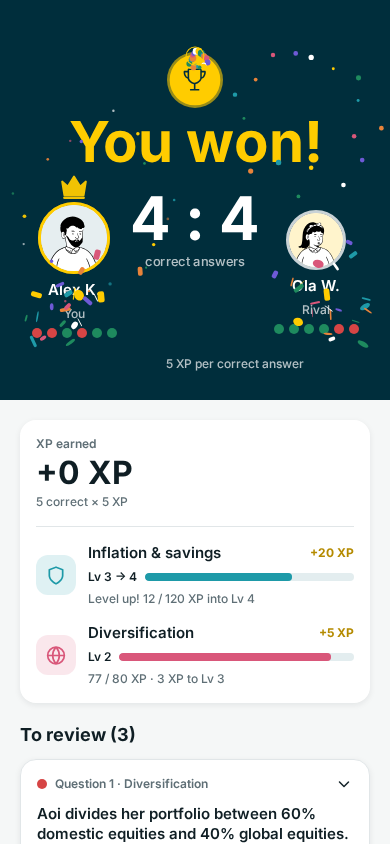 You won!
4 : 4
correct answers
Alex K.
You
Ola W.
Rival
5 XP per correct answer
XP earned
+0 XP
5 correct × 5 XP
Inflation & savings
+20 XP
Lv 3 → 4
Level up! 12 / 120 XP into Lv 4
Diversification
+5 XP
Lv 2
77 / 80 XP · 3 XP to Lv 3
To review (3)
Question 1 · Diversification
Aoi divides her portfolio between 60%
domestic equities and 40% global equities.